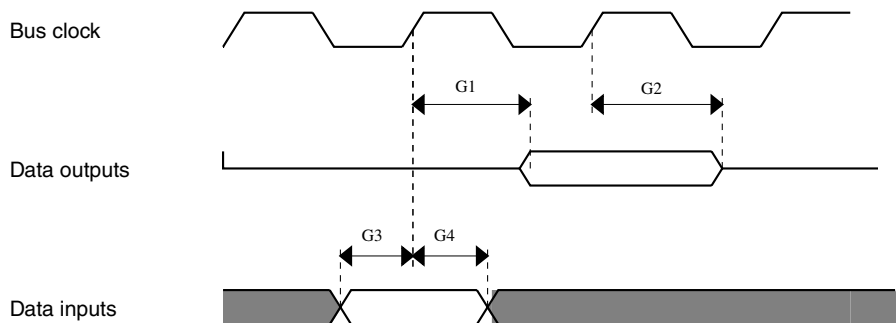 Bus clock
G1
G2
Data outputs
G3
G4
Data inputs